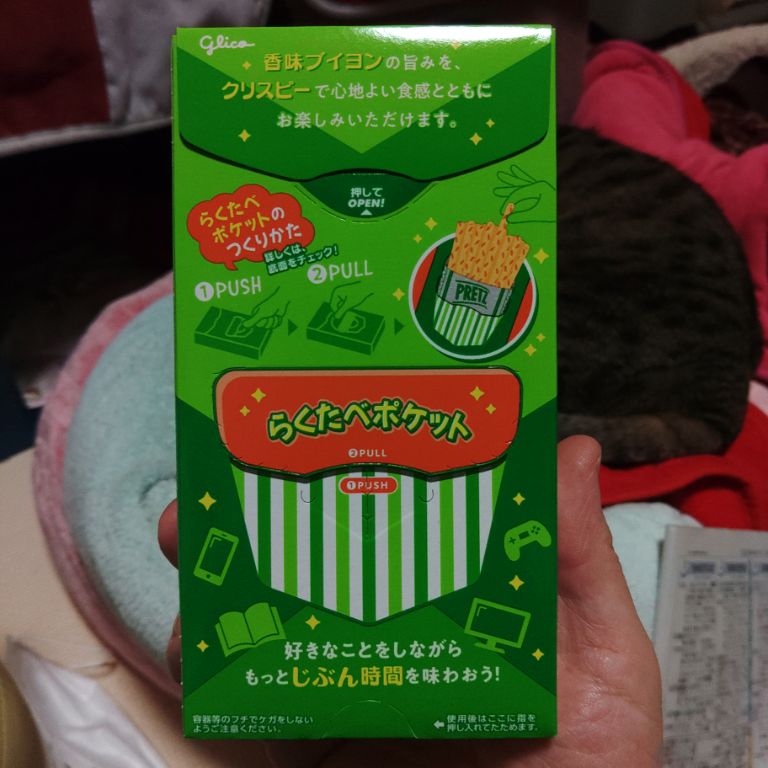 glico
香味ブイヨンの旨みを、
クリスピーで心地よい食感とともに
お楽しみいただけます。
押して
OPEN!
らくたべ
ポケットの
つくりかた
詳しくは、
底面をチェック!
①PUSH
②PULL
PRETZ
らくたべポケット
②PULL
①PUSH
好きなことをしながら
もっとじぶん時間を味わおう!
容器等のフチでケガをしない
ようご注意ください。
使用後はここに指を
押し入れてたためます。